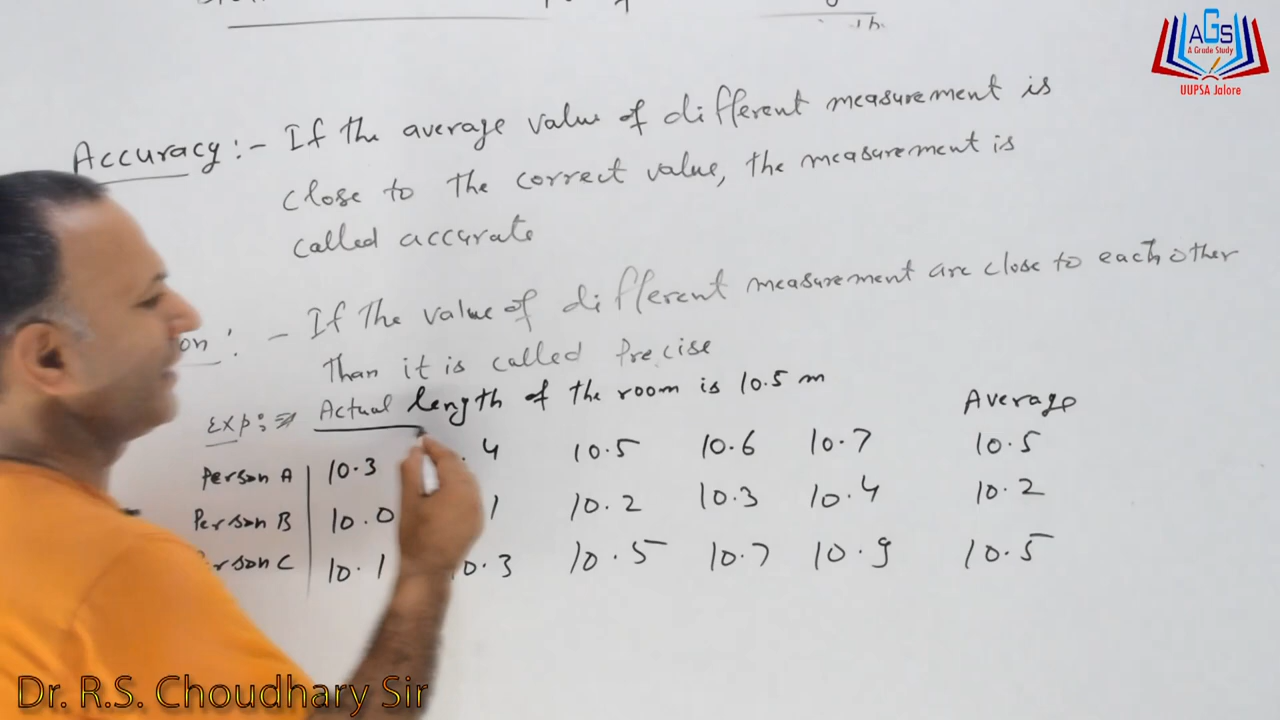 AGS
A Grade Study
UUPSA Jalore
Accuracy :- If the average value of different measurement is
close to the correct value, the measurement is
called accurate
on : - If the value of different measurement are close to each other
Than it is called Precise
Exp:⇒ Actual length of the room is 10.5 m
Average
Person A | 10.3 .4 10.5 10.6 10.7 10.5
Person B | 10.0 1 10.2 10.3 10.4 10.2
erson C | 10.1 0.3 10.5 10.7 10.9 10.5
Dr. R.S. Choudhary Sir